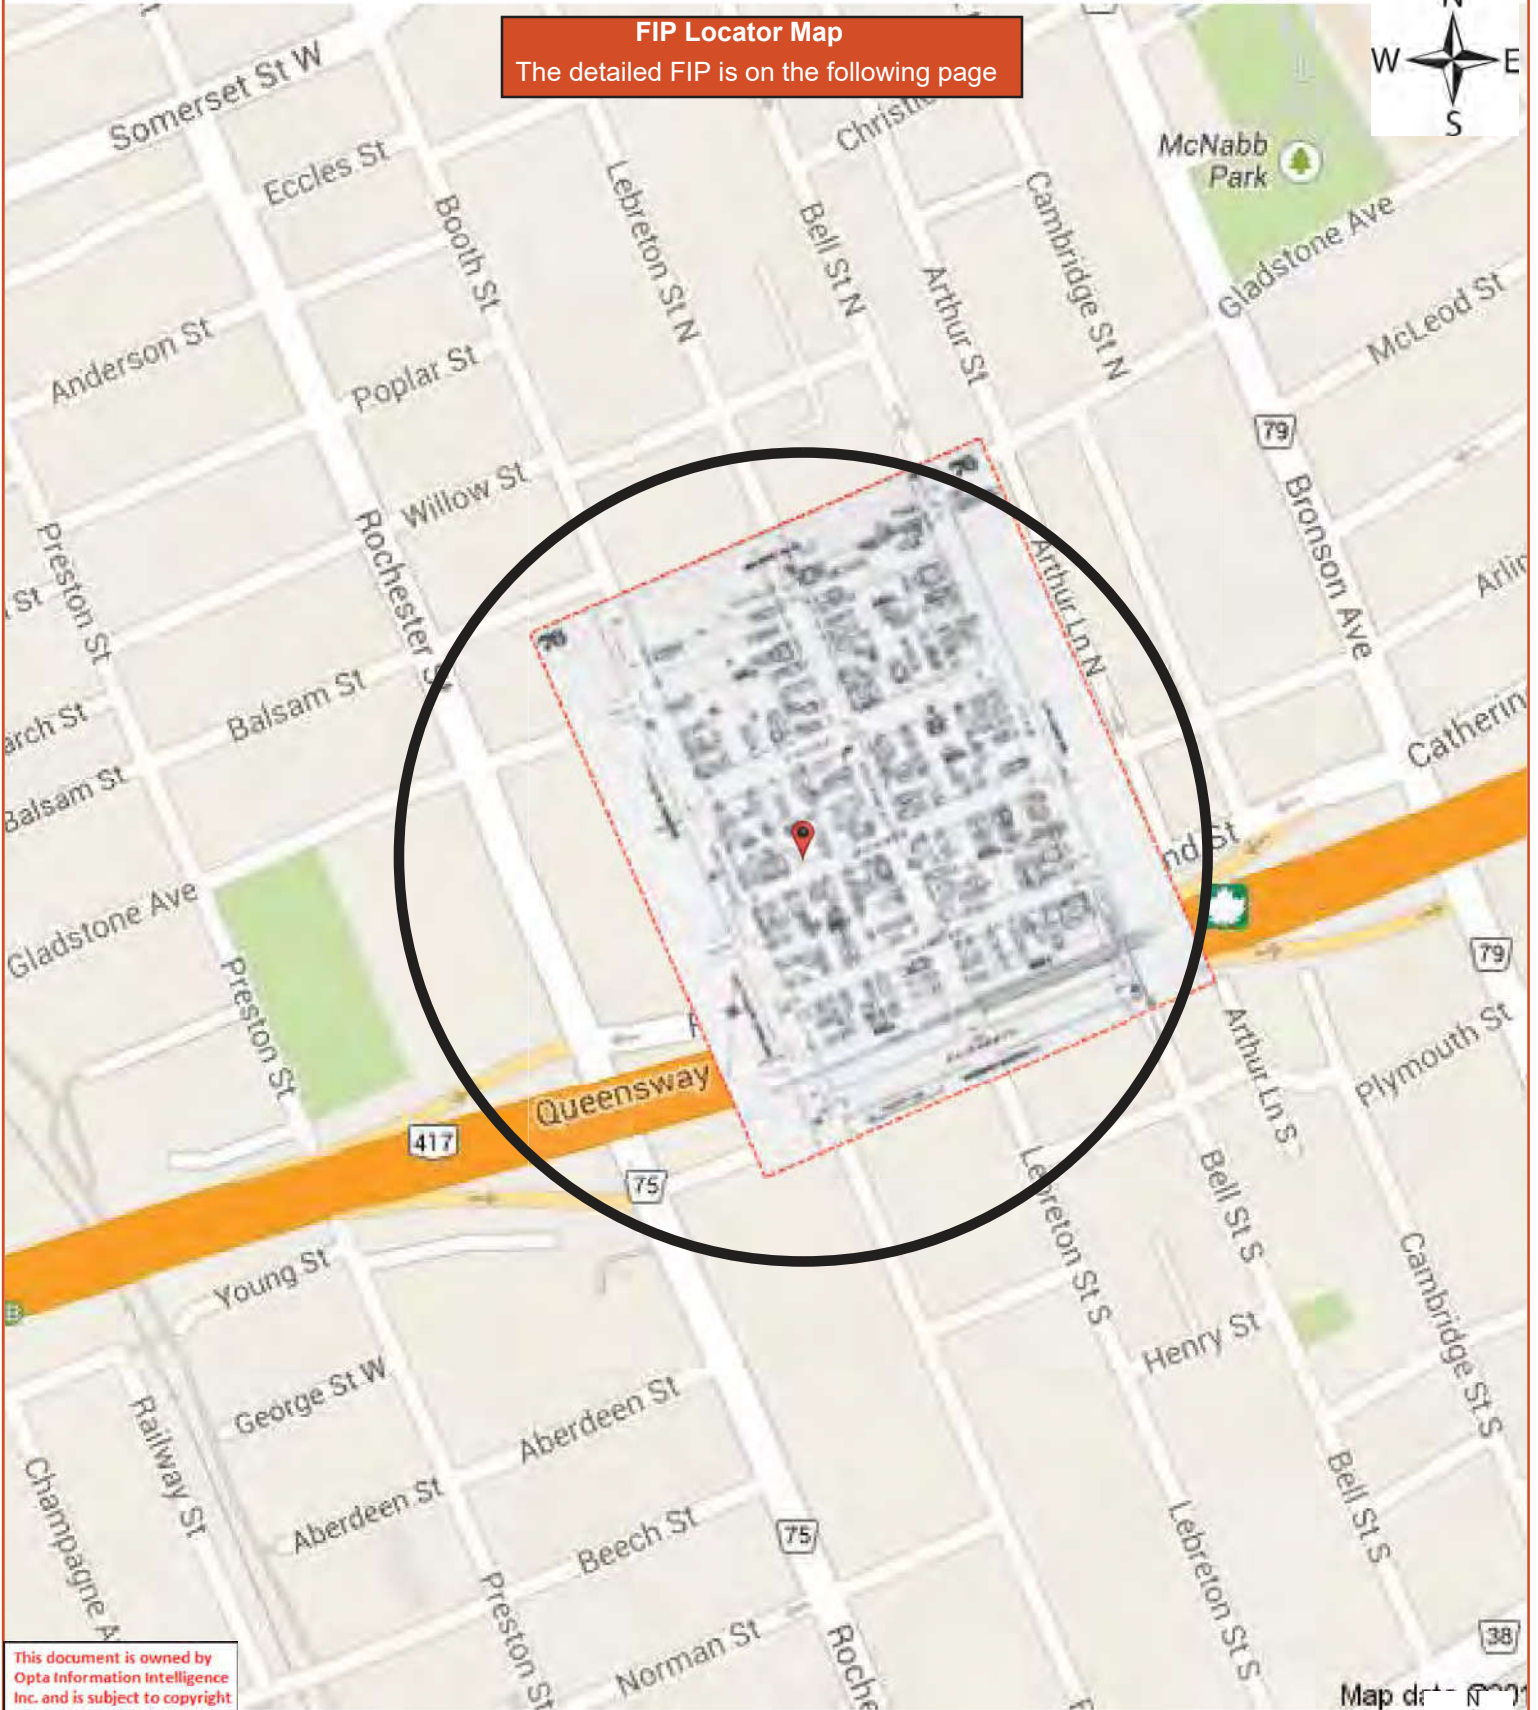 FIP Locator Map
The detailed FIP is on the following page
N
W
E
S
Somerset St W
Eccles St
Booth St
Lebreton St N
Bell St N
Arthur St
Cambridge St N
McNabb
Park
Gladstone Ave
McLeod St
Anderson St
Poplar St
Willow St
79
Bronson Ave
Preston St
Rochester St
St
Arthur Ln N
Balsam St
Balsam St
Gladstone Ave
Preston St
Queensway
417
75
79
Arthur Ln S
Plymouth St
Lebreton St S
Bell St S
Cambridge St S
Henry St
Young St
George St W
Railway St
Aberdeen St
Aberdeen St
Beech St
Norman St
Preston St
75
Bell St S
Lebreton St S
38
This document is owned by
Opta Information Intelligence
Inc. and is subject to copyright
Map
N